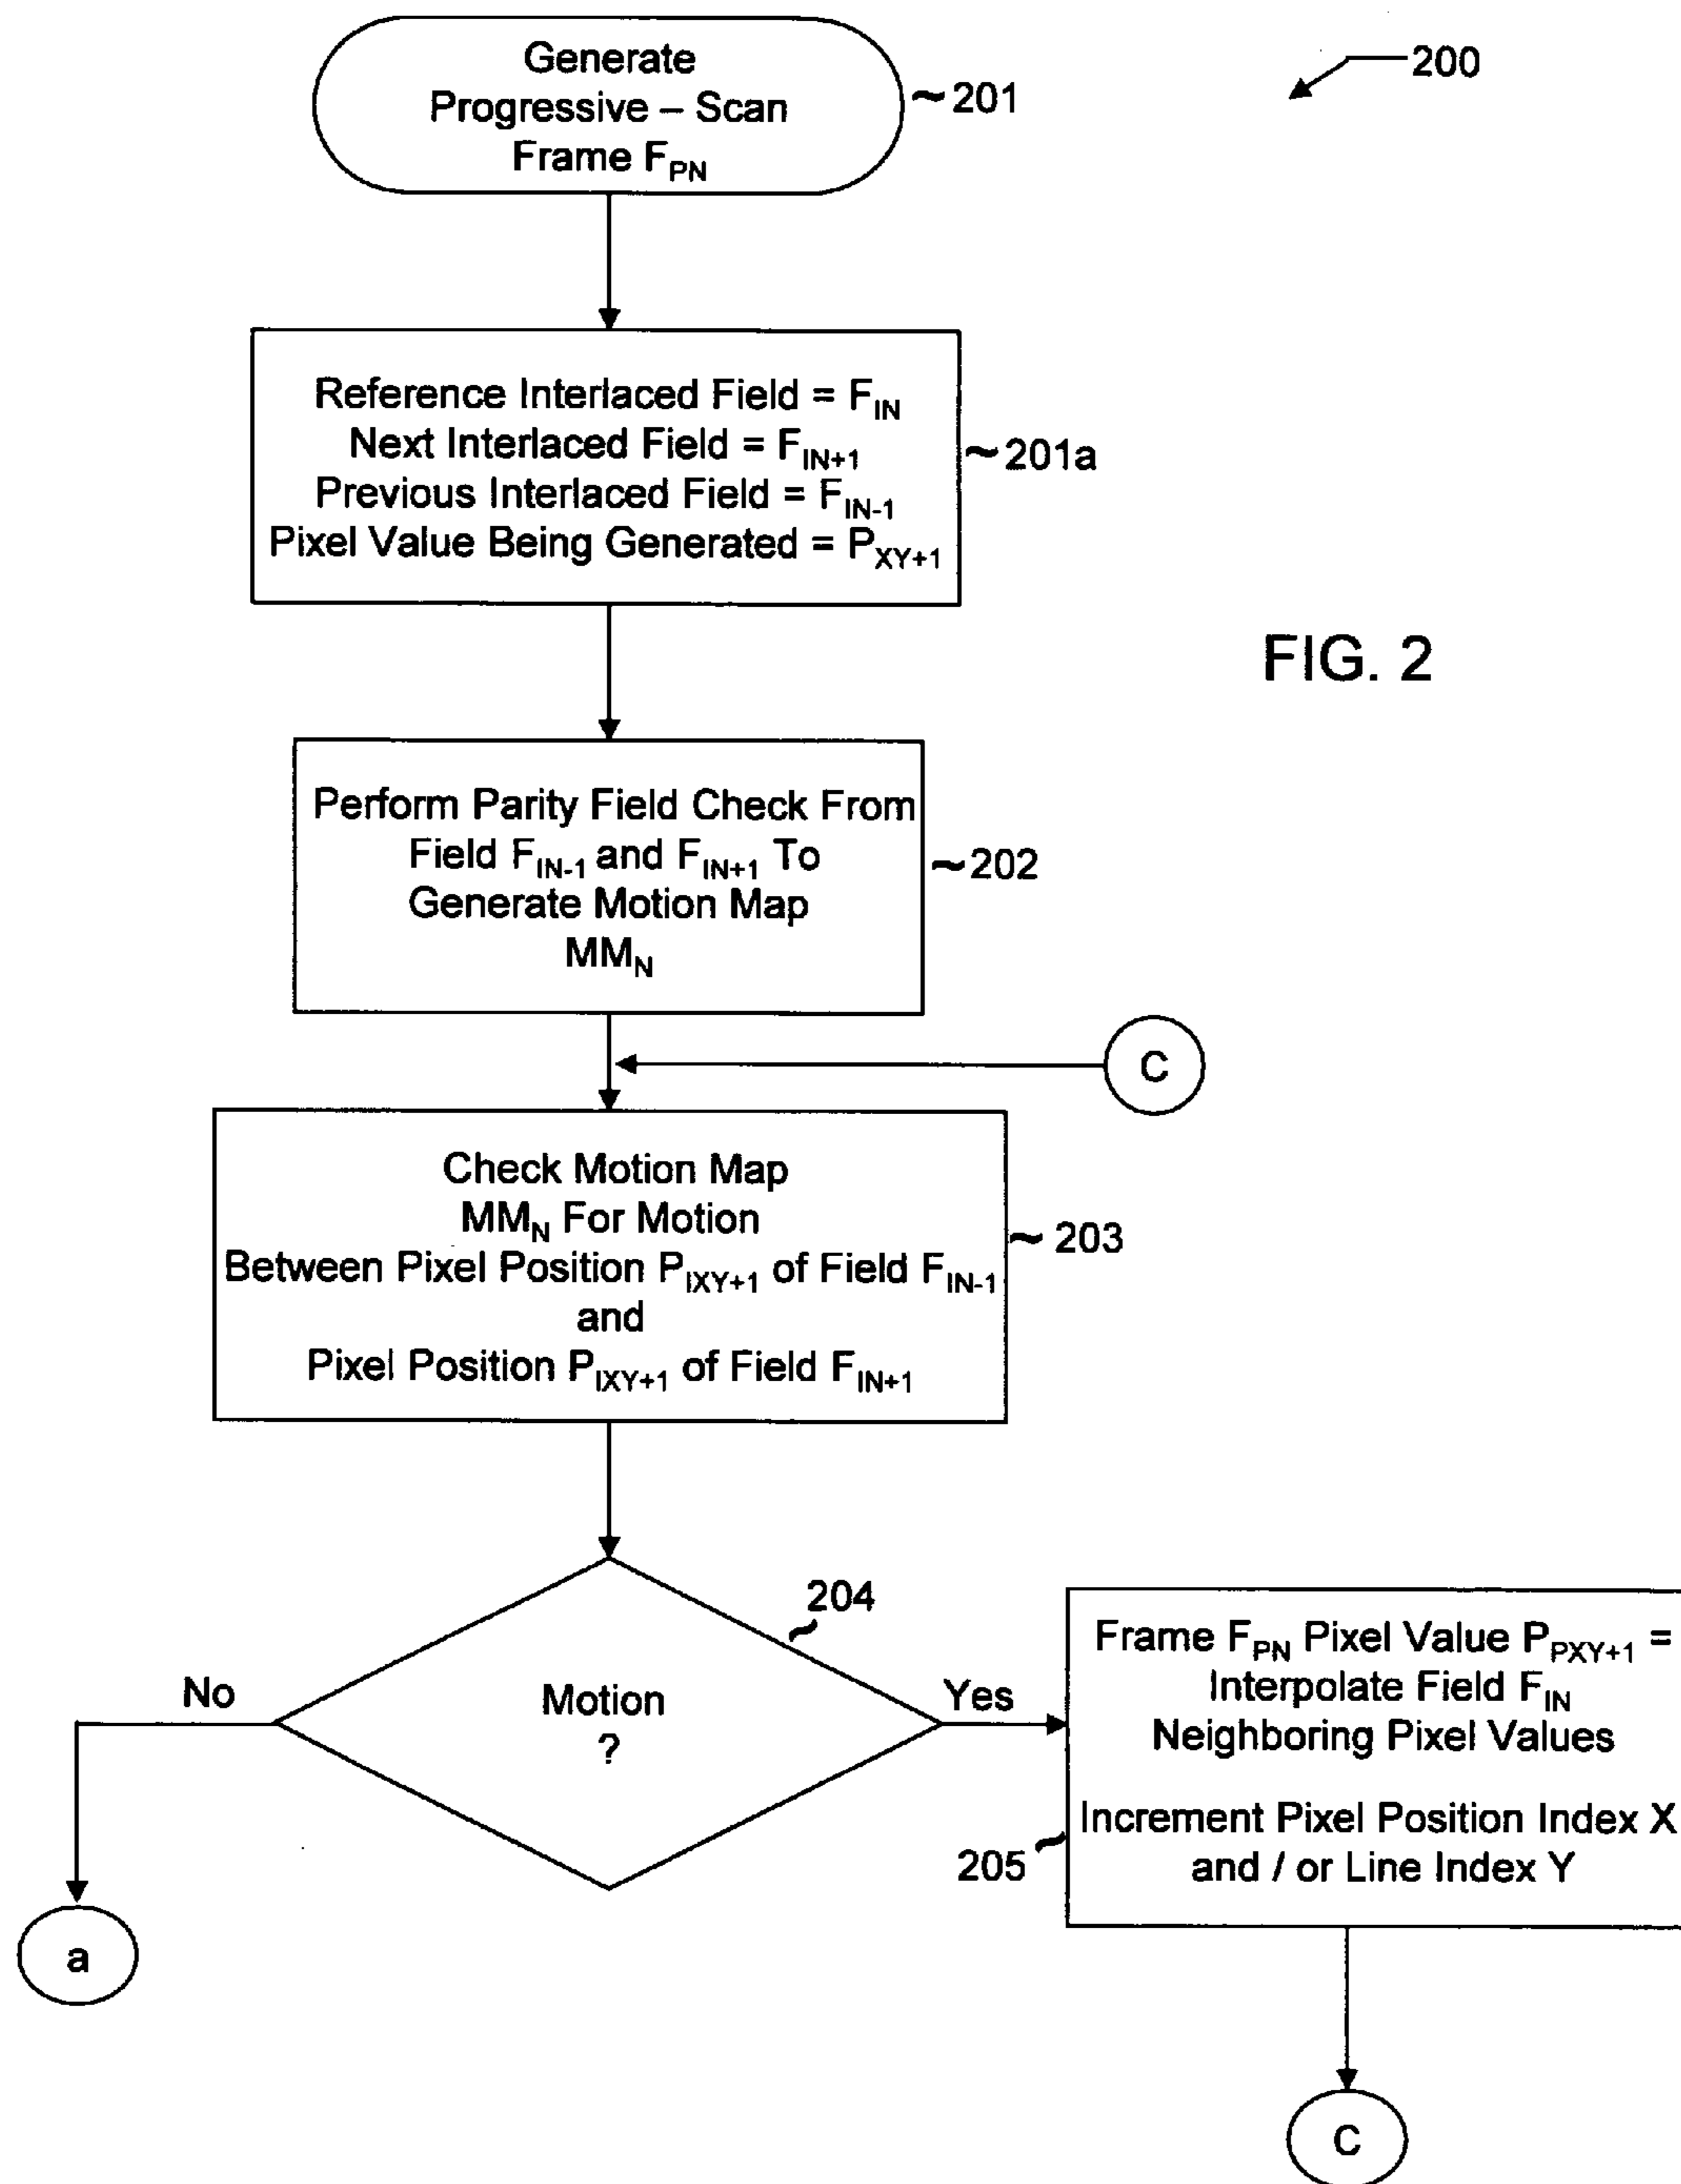 Generate
Progressive – Scan
Frame F_PN
~201
200
Reference Interlaced Field = F_IN
Next Interlaced Field = F_IN+1
Previous Interlaced Field = F_IN-1
Pixel Value Being Generated = P_XY+1
~201a
FIG. 2
Perform Parity Field Check From
Field F_IN-1 and F_IN+1 To
Generate Motion Map
MM_N
~202
C
Check Motion Map
MM_N For Motion
Between Pixel Position P_IXY+1 of Field F_IN-1
and
Pixel Position P_IXY+1 of Field F_IN+1
~203
204
No
Motion
?
Yes
Frame F_PN Pixel Value P_PXY+1 =
Interpolate Field F_IN
Neighboring Pixel Values
Increment Pixel Position Index X
and / or Line Index Y
205
a
C